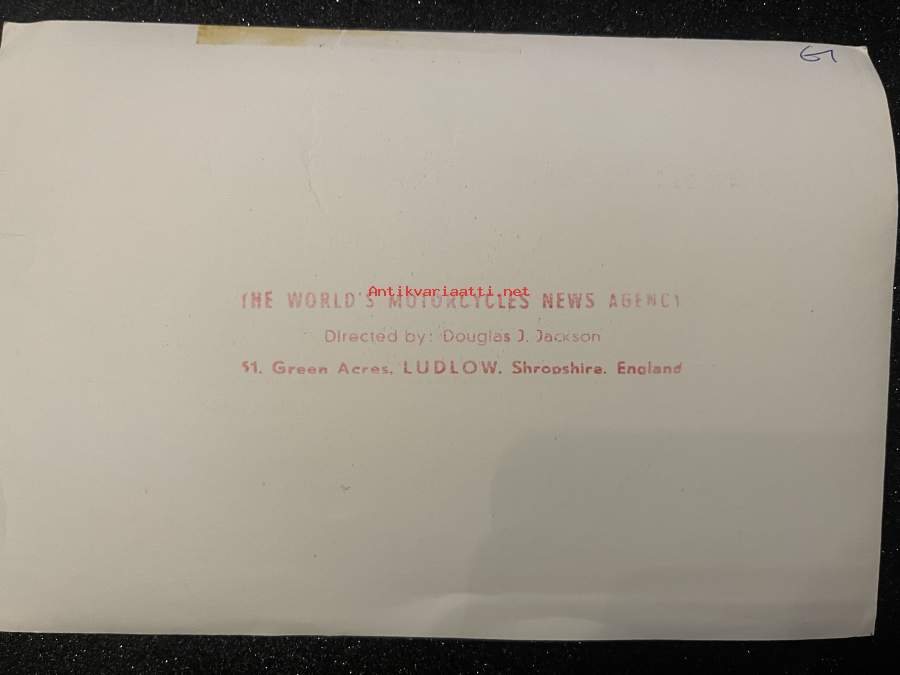 61
Antikvariaatti.net
THE WORLD'S MOTORCYCLES NEWS AGENCY
Directed by: Douglas J. Jackson
51, Green Acres, LUDLOW, Shropshire, England